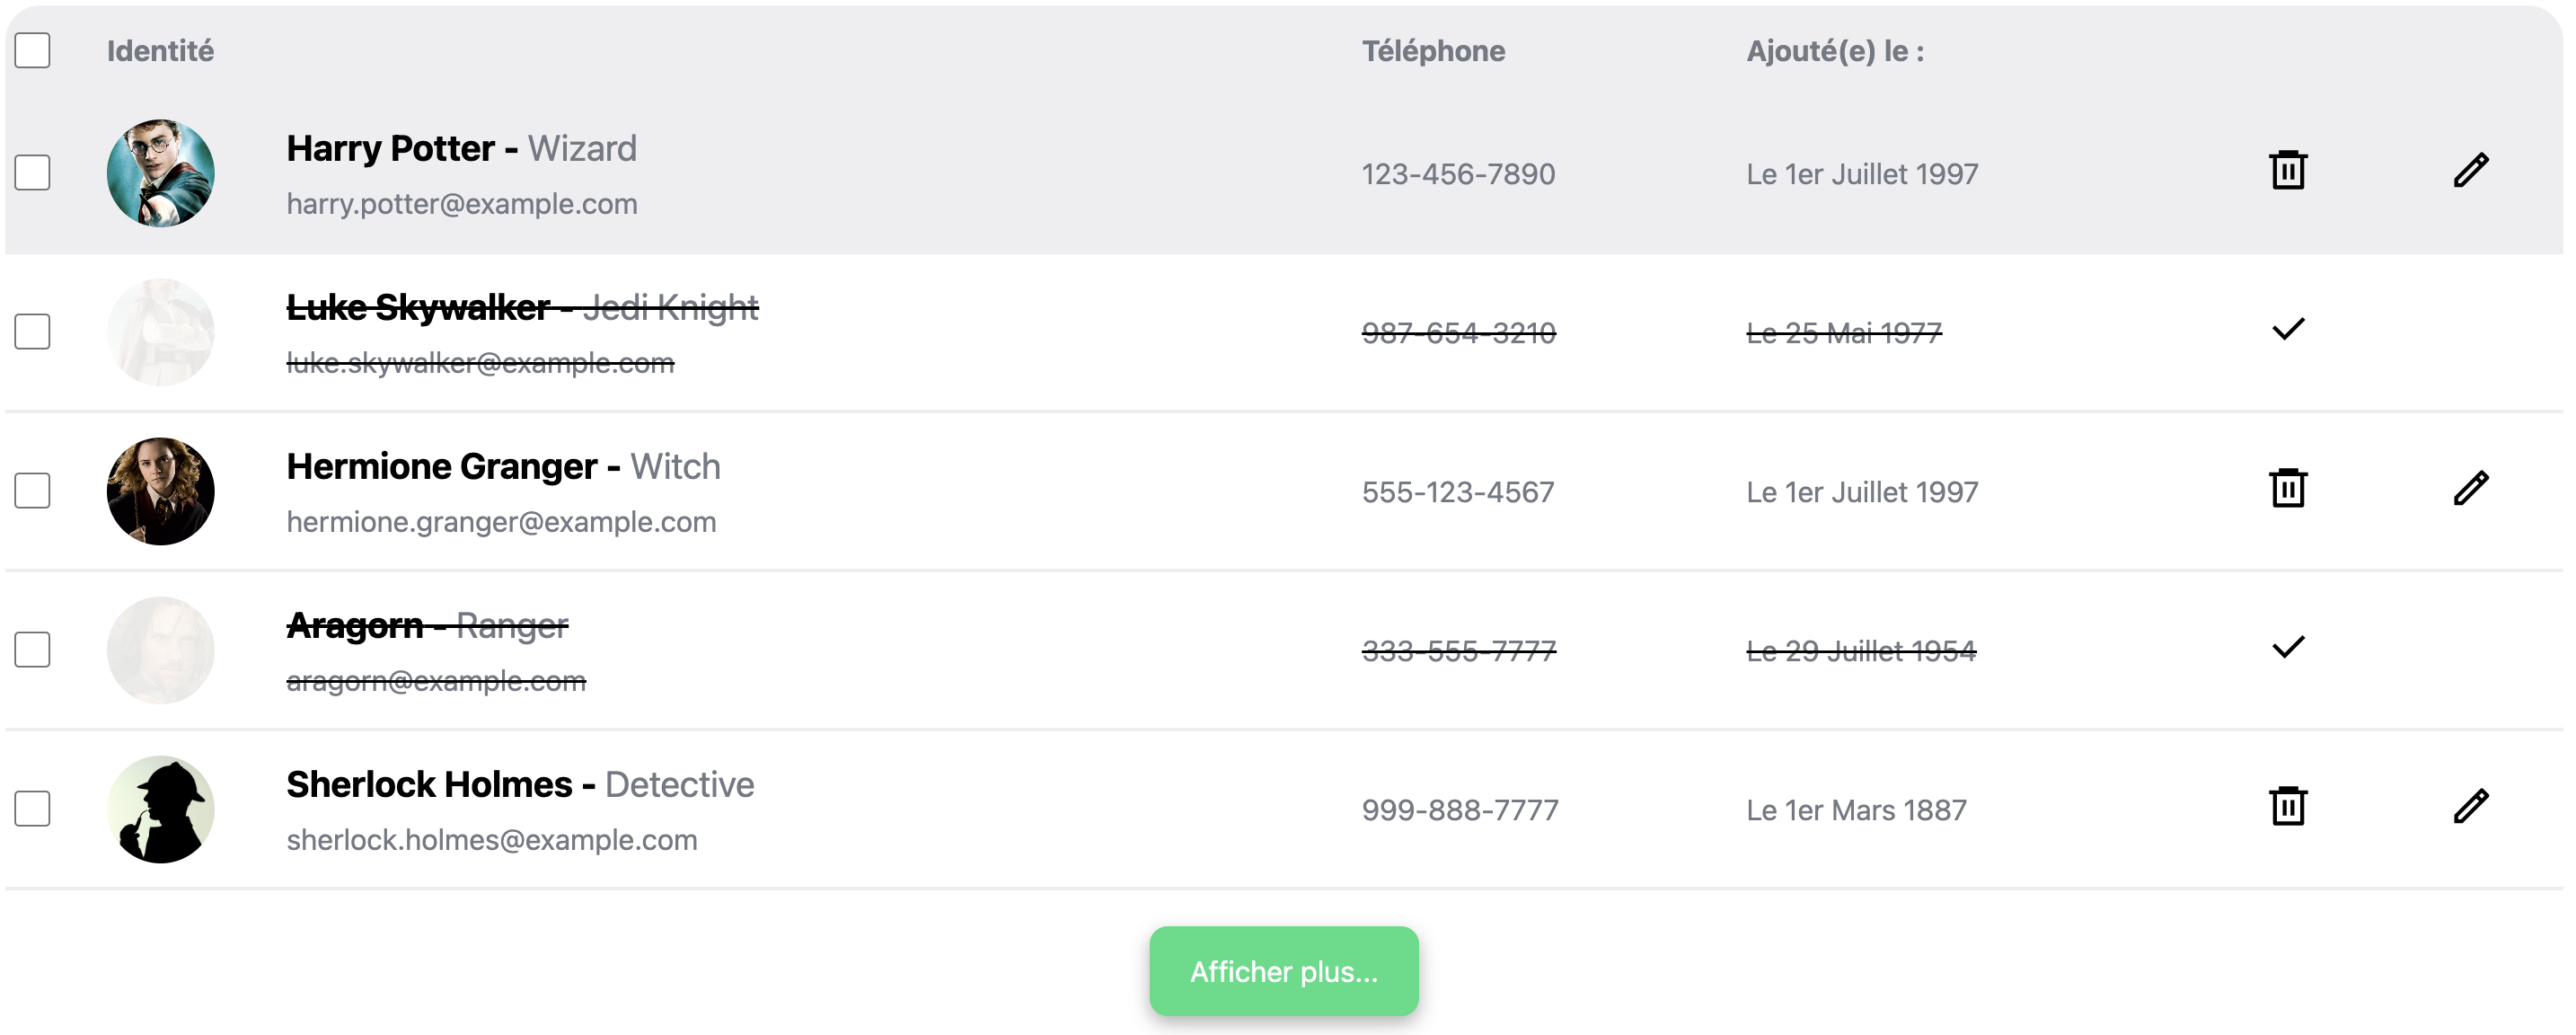 Identité Téléphone Ajouté(e) le :
Harry Potter - Wizard
harry.potter@example.com
123-456-7890
Le 1er Juillet 1997
Luke Skywalker - Jedi Knight
luke.skywalker@example.com
987-654-3210
Le 25 Mai 1977
Hermione Granger - Witch
hermione.granger@example.com
555-123-4567
Le 1er Juillet 1997
Aragorn - Ranger
aragorn@example.com
333-555-7777
Le 29 Juillet 1954
Sherlock Holmes - Detective
sherlock.holmes@example.com
999-888-7777
Le 1er Mars 1887
Afficher plus...